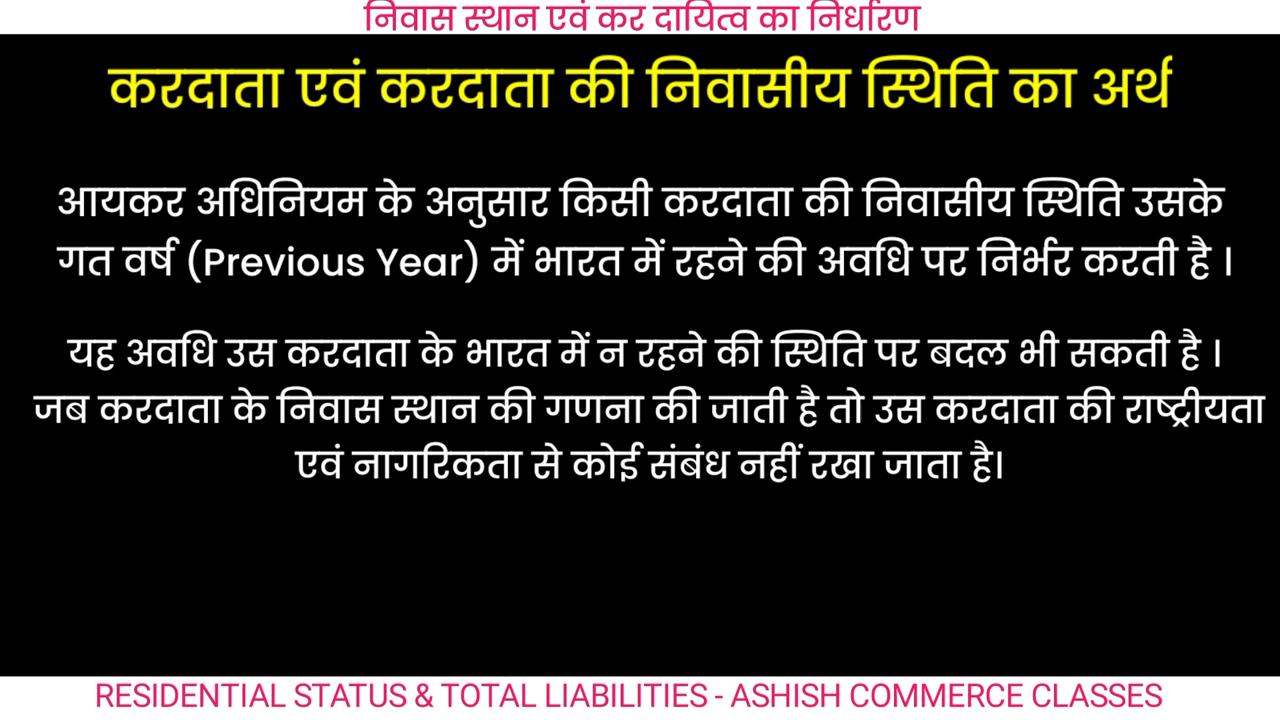 निवास स्थान एवं कर दायित्व का निर्धारण
करदाता एवं करदाता की निवासीय स्थिति का अर्थ
आयकर अधिनियम के अनुसार किसी करदाता की निवासीय स्थिति उसके
गत वर्ष (Previous Year) में भारत में रहने की अवधि पर निर्भर करती है ।
यह अवधि उस करदाता के भारत में न रहने की स्थिति पर बदल भी सकती है ।
जब करदाता के निवास स्थान की गणना की जाती है तो उस करदाता की राष्ट्रीयता
एवं नागरिकता से कोई संबंध नहीं रखा जाता है।
RESIDENTIAL STATUS & TOTAL LIABILITIES - ASHISH COMMERCE CLASSES